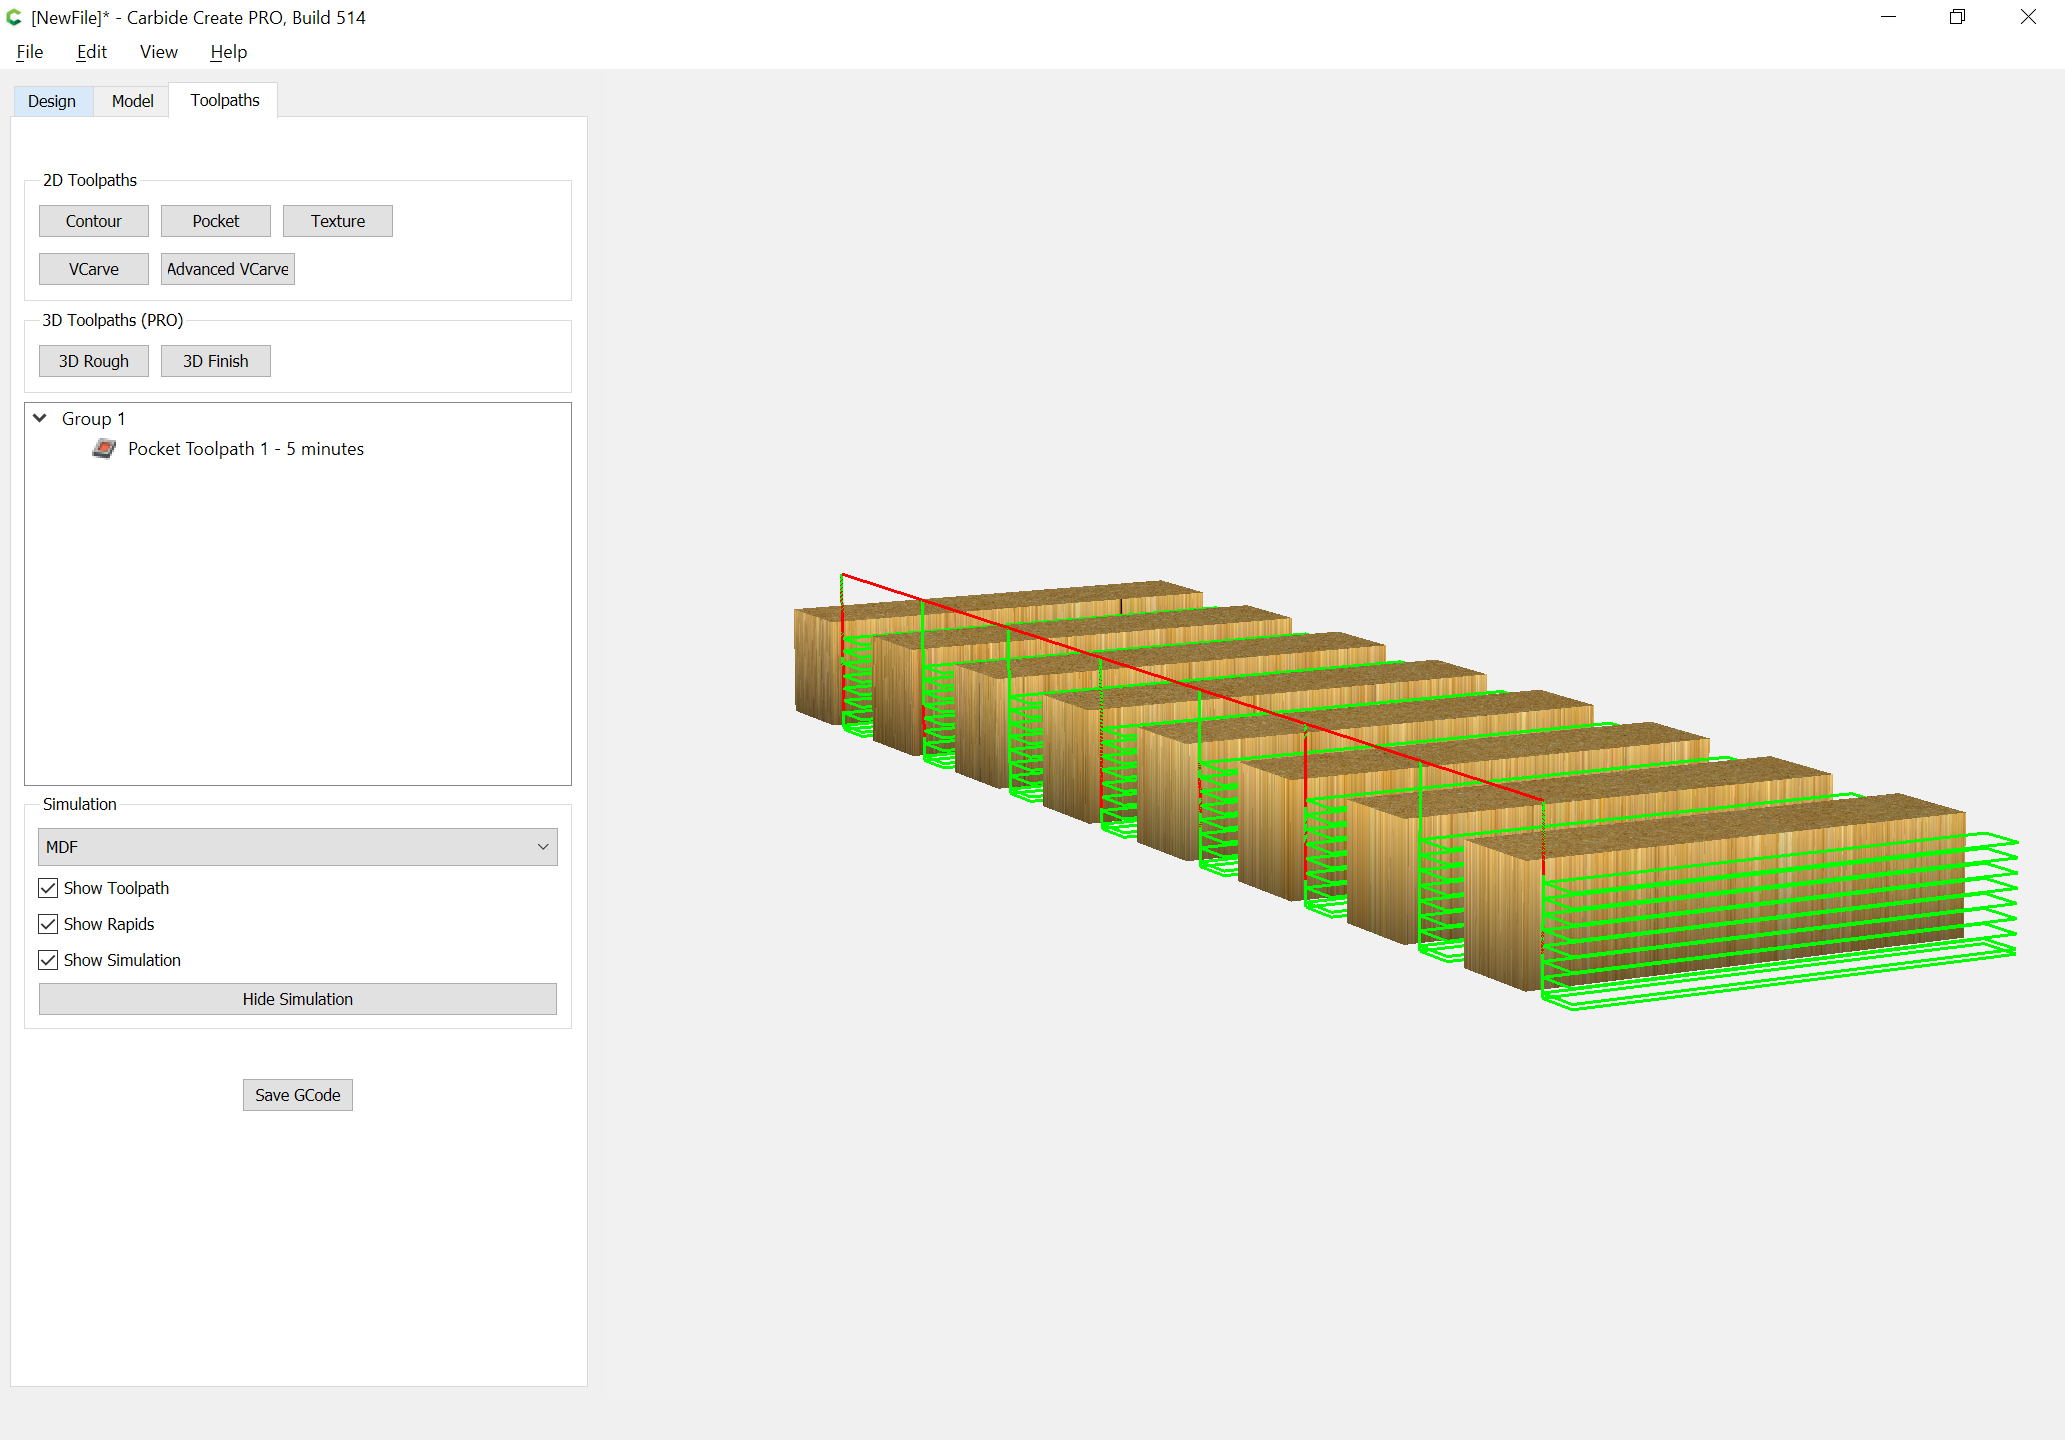 [NewFile]* - Carbide Create PRO, Build 514
File Edit View Help
Design Model Toolpaths
2D Toolpaths
Contour Pocket Texture
VCarve Advanced VCarve
3D Toolpaths (PRO)
3D Rough 3D Finish
Group 1
Pocket Toolpath 1 - 5 minutes
Simulation
MDF
Show Toolpath
Show Rapids
Show Simulation
Hide Simulation
Save GCode